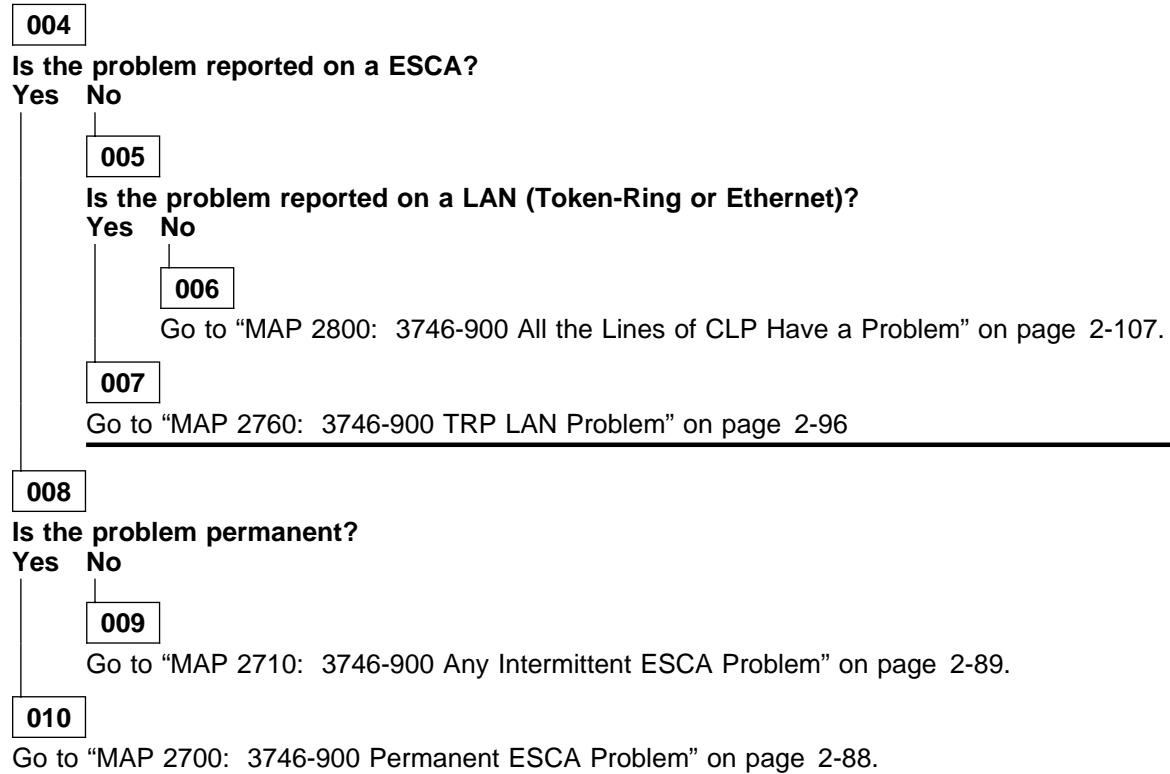 004
Is the problem reported on a ESCA?
Yes No
005
Is the problem reported on a LAN (Token-Ring or Ethernet)?
Yes No
006
Go to “MAP 2800: 3746-900 All the Lines of CLP Have a Problem” on page 2-107.
007
Go to “MAP 2760: 3746-900 TRP LAN Problem” on page 2-96
008
Is the problem permanent?
Yes No
009
Go to “MAP 2710: 3746-900 Any Intermittent ESCA Problem” on page 2-89.
010
Go to “MAP 2700: 3746-900 Permanent ESCA Problem” on page 2-88.